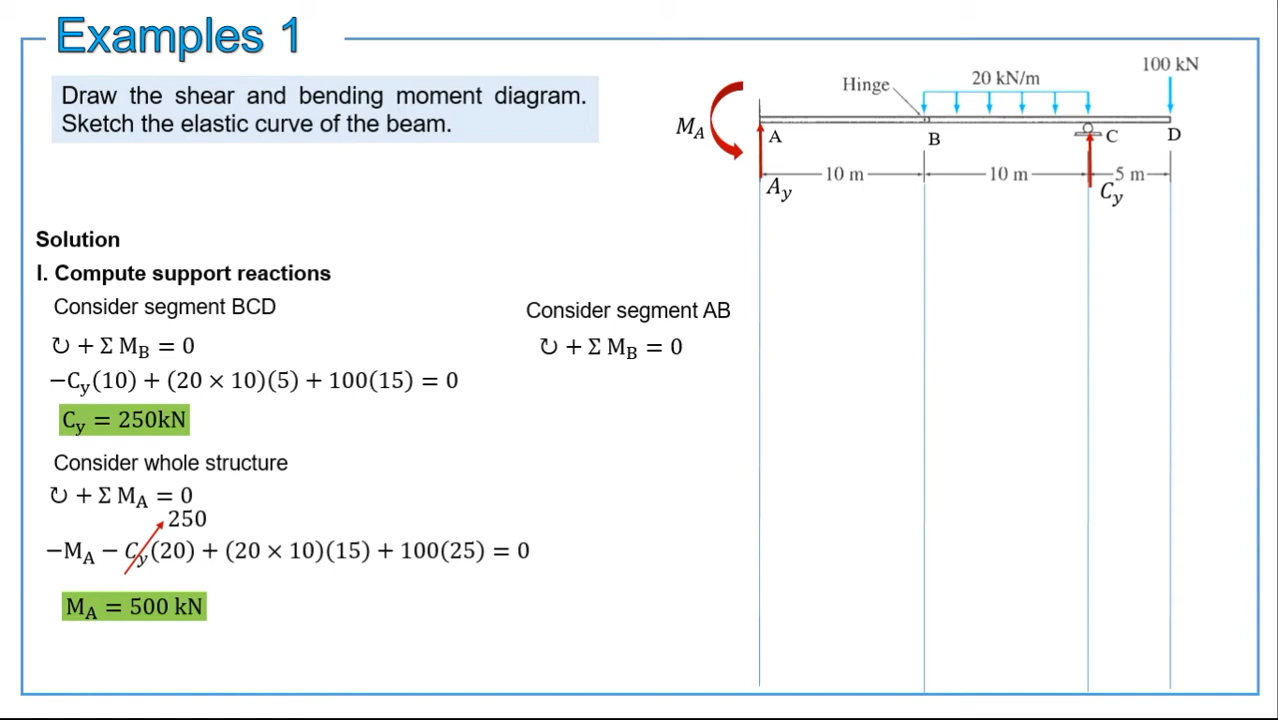 Examples 1
Draw the shear and bending moment diagram.
Sketch the elastic curve of the beam.
Hinge
20 kN/m
100 kN
M_A
A
B
C
D
10 m
10 m
5 m
A_y
C_y
Solution
I. Compute support reactions
Consider segment BCD
↻ + Σ M_B = 0
−C_y(10) + (20 × 10)(5) + 100(15) = 0
C_y = 250kN
Consider whole structure
↻ + Σ M_A = 0
250
−M_A − C_y(20) + (20 × 10)(15) + 100(25) = 0
M_A = 500 kN
Consider segment AB
↻ + Σ M_B = 0